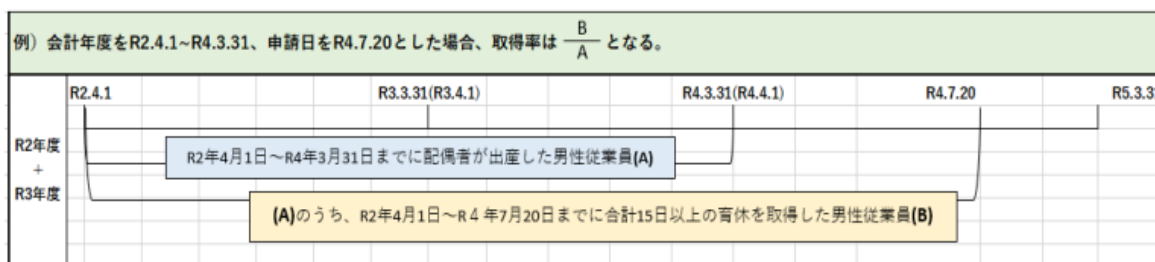 例）会計年度をR2.4.1~R4.3.31、申請日をR4.7.20とした場合、取得率は B/A となる。
R2.4.1 R3.3.31(R3.4.1) R4.3.31(R4.4.1) R4.7.20 R5.3.3
R2年度
+
R3年度
R2年4月1日～R4年3月31日までに配偶者が出産した男性従業員(A)
(A)のうち、R2年4月1日～R４年7月20日までに合計15日以上の育休を取得した男性従業員(B)